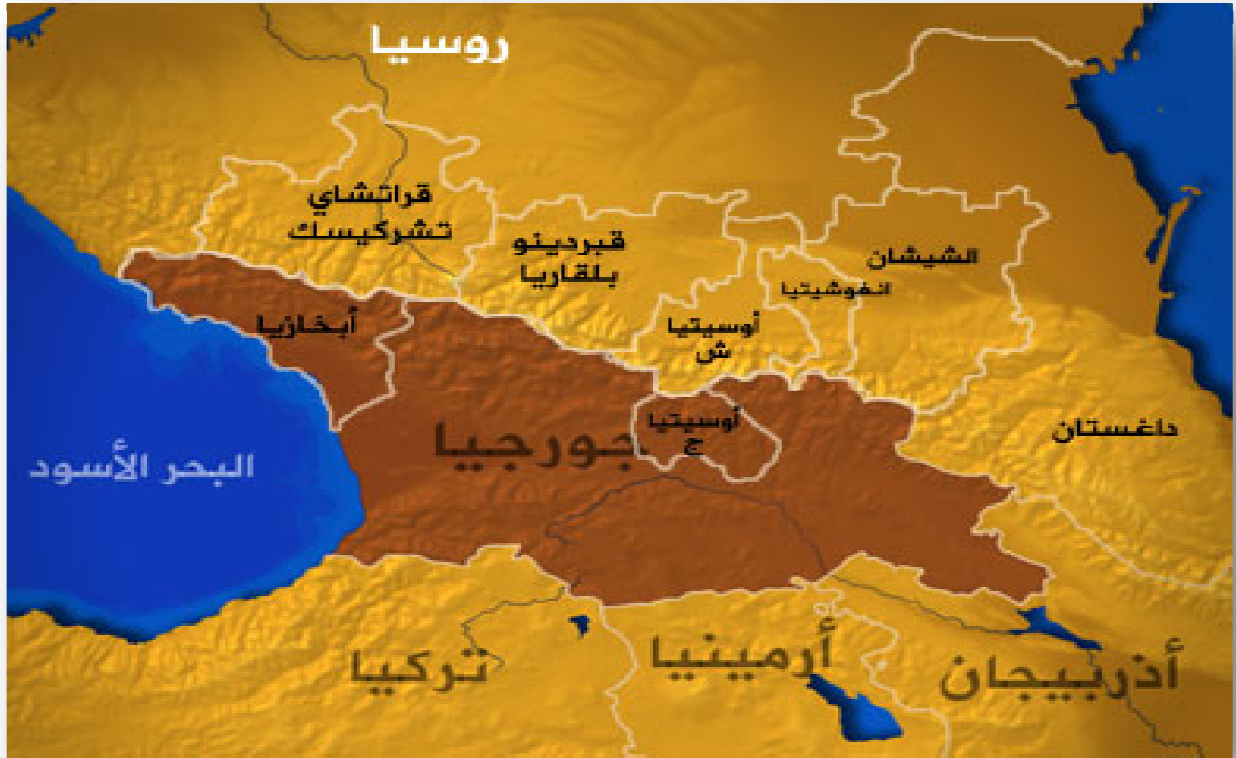 روسيا
قراتشاي
تشركيسك
قبردينو
بلقاريا
الشيشان
انغوشيتيا
أوسيتيا
ش
أبخازيا
أوسيتيا
ج
جورجيا
داغستان
البحر الأسود
تركيا
أرمينيا
أذربيجان